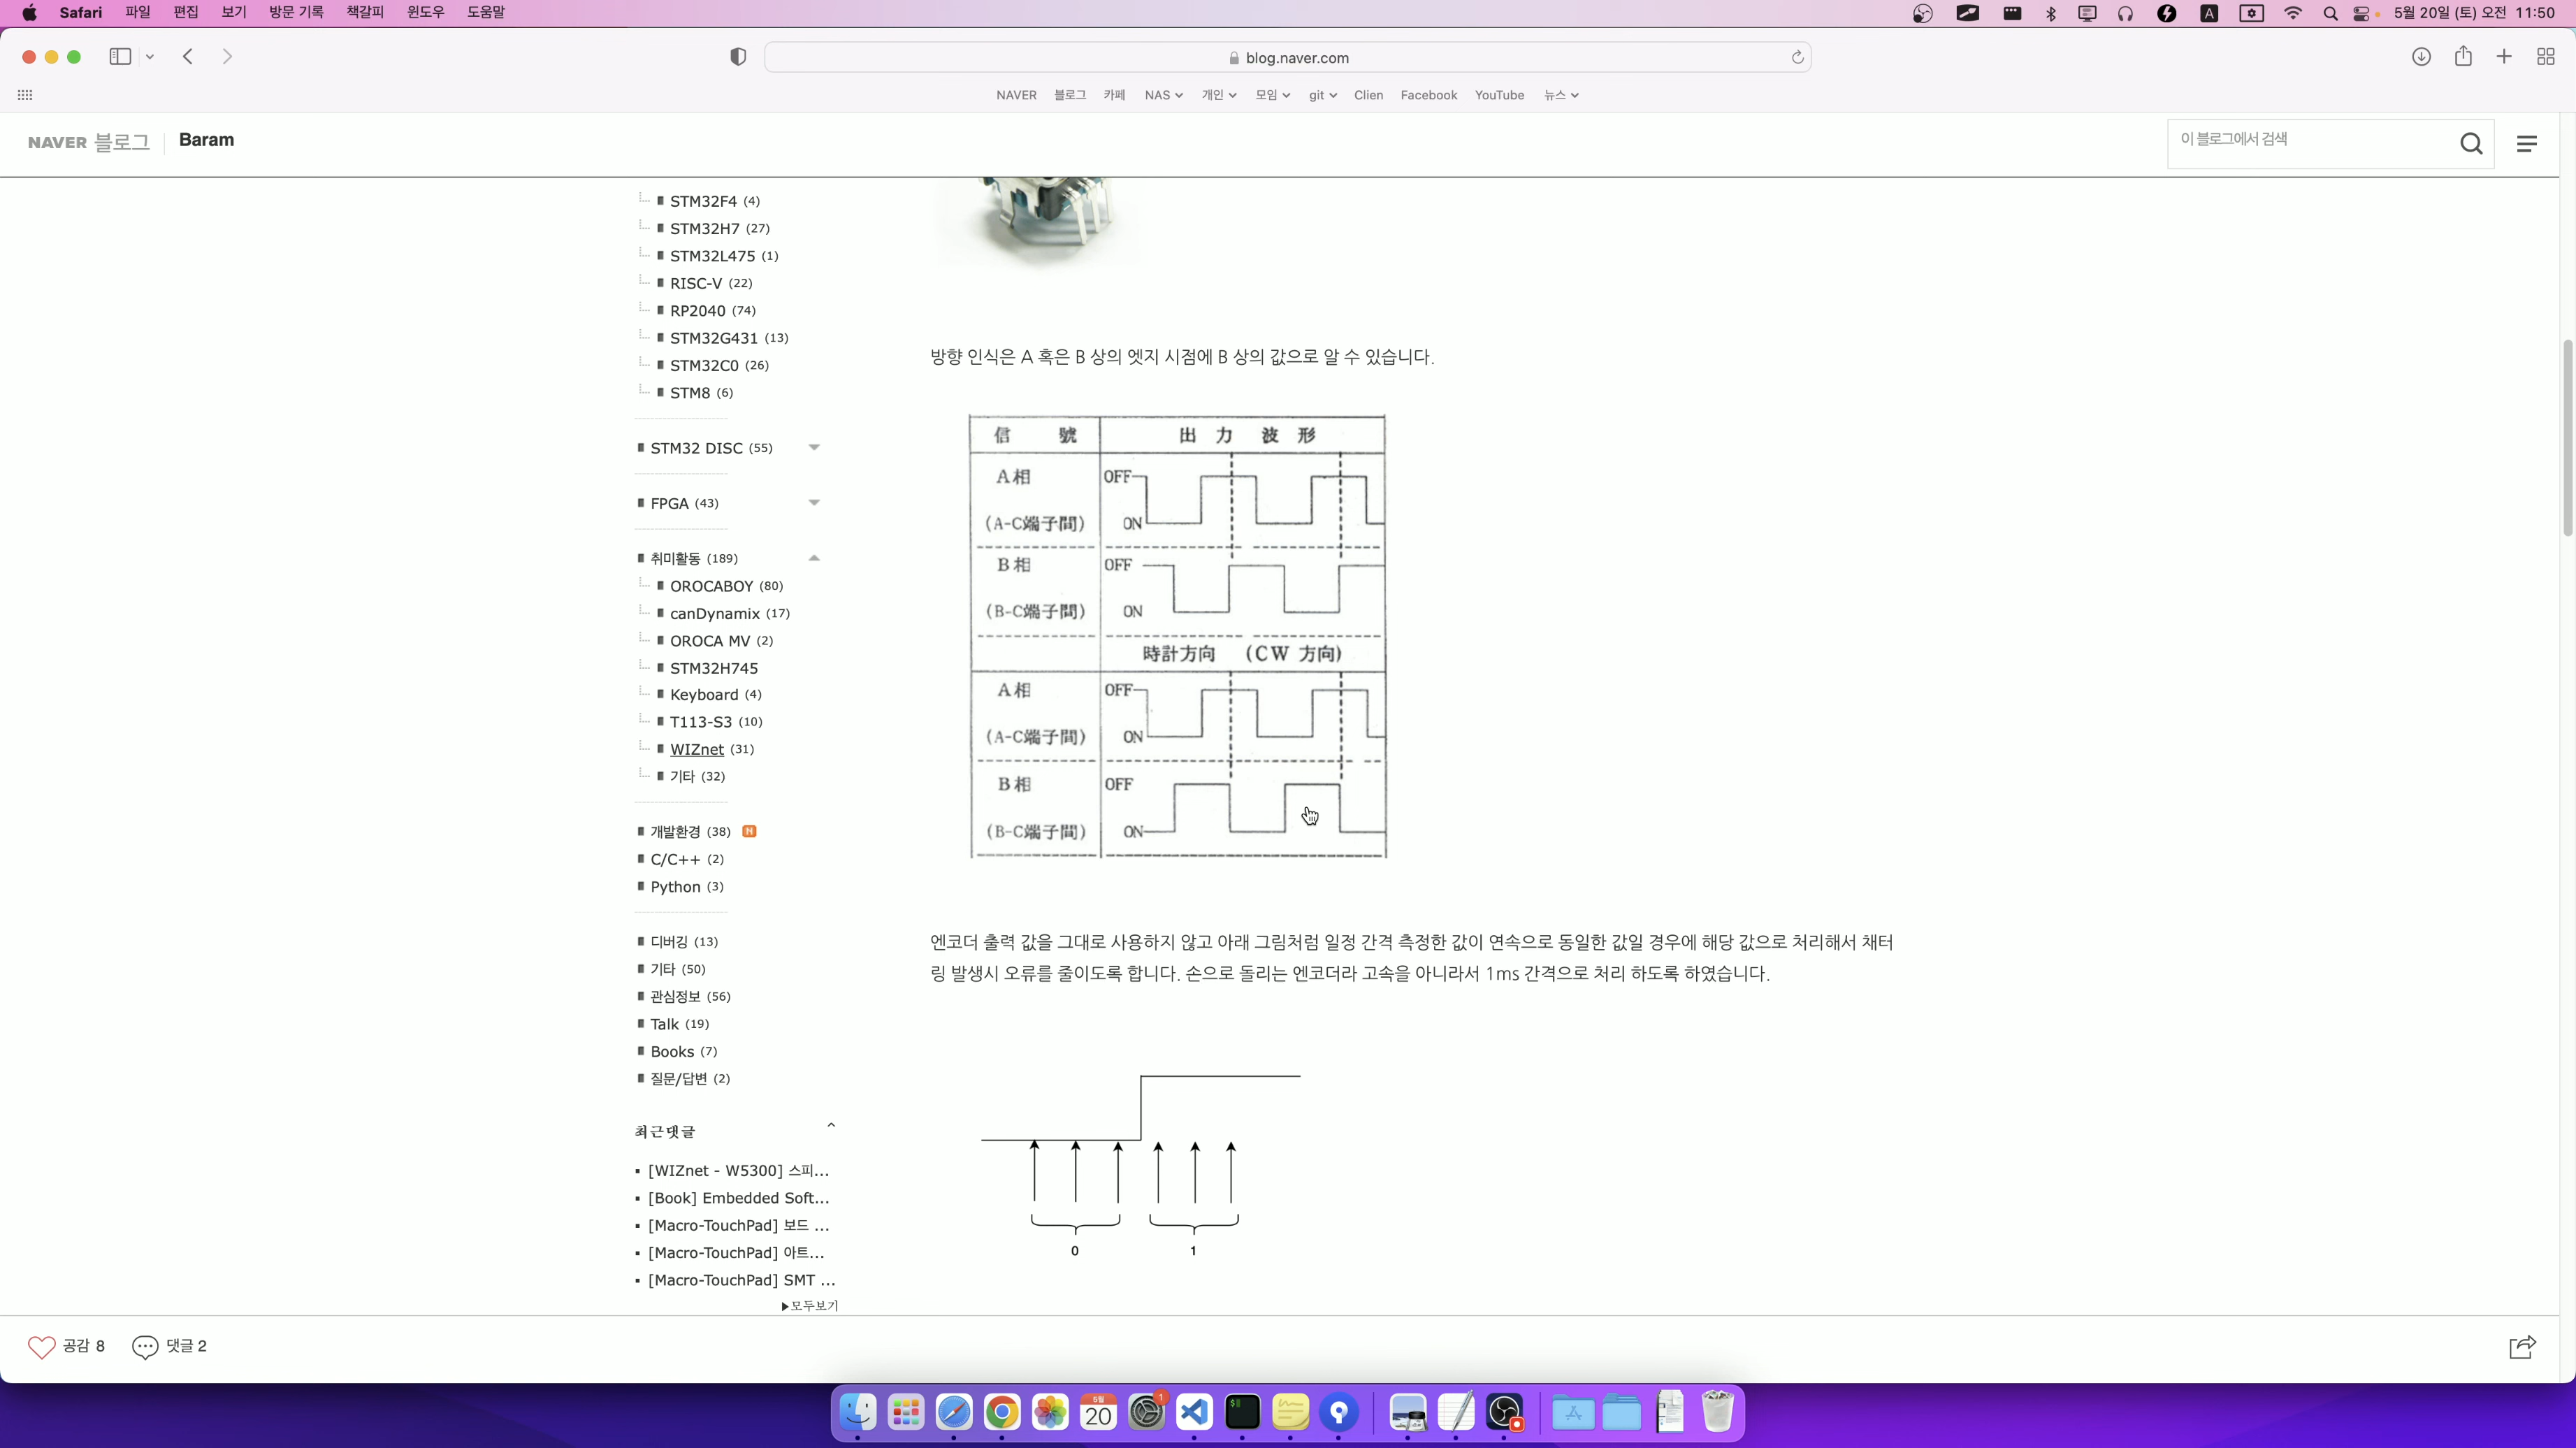 Safari 파일 편집 보기 방문 기록 책갈피 윈도우 도움말
A
5월 20일 (토) 오전 11:50
blog.naver.com
NAVER 블로그 카페 NAS 개인 모임 git Clien Facebook YouTube 뉴스
NAVER 블로그 Baram
이 블로그에서 검색
STM32F4 (4)
STM32H7 (27)
STM32L475 (1)
RISC-V (22)
RP2040 (74)
STM32G431 (13)
STM32C0 (26)
STM8 (6)
STM32 DISC (55)
FPGA (43)
취미활동 (189)
OROCABOY (80)
canDynamix (17)
OROCA MV (2)
STM32H745
Keyboard (4)
T113-S3 (10)
WIZnet (31)
기타 (32)
개발환경 (38) N
C/C++ (2)
Python (3)
디버깅 (13)
기타 (50)
관심정보 (56)
Talk (19)
Books (7)
질문/답변 (2)
최근댓글
[WIZnet - W5300] 스피...
[Book] Embedded Soft...
[Macro-TouchPad] 보드 ...
[Macro-TouchPad] 아트...
[Macro-TouchPad] SMT ...
▶모두보기
방향 인식은 A 혹은 B 상의 엣지 시점에 B 상의 값으로 알 수 있습니다.
信 號 出 力 波 形
A相 OFF
(A-C端子間) ON
B相 OFF
(B-C端子間) ON
時計方向 (CW 方向)
A相 OFF
(A-C端子間) ON
B相 OFF
(B-C端子間) ON
엔코더 출력 값을 그대로 사용하지 않고 아래 그림처럼 일정 간격 측정한 값이 연속으로 동일한 값일 경우에 해당 값으로 처리해서 채터
링 발생시 오류를 줄이도록 합니다. 손으로 돌리는 엔코더라 고속을 아니라서 1ms 간격으로 처리 하도록 하였습니다.
0 1
공감 8 댓글 2
5월
20
1